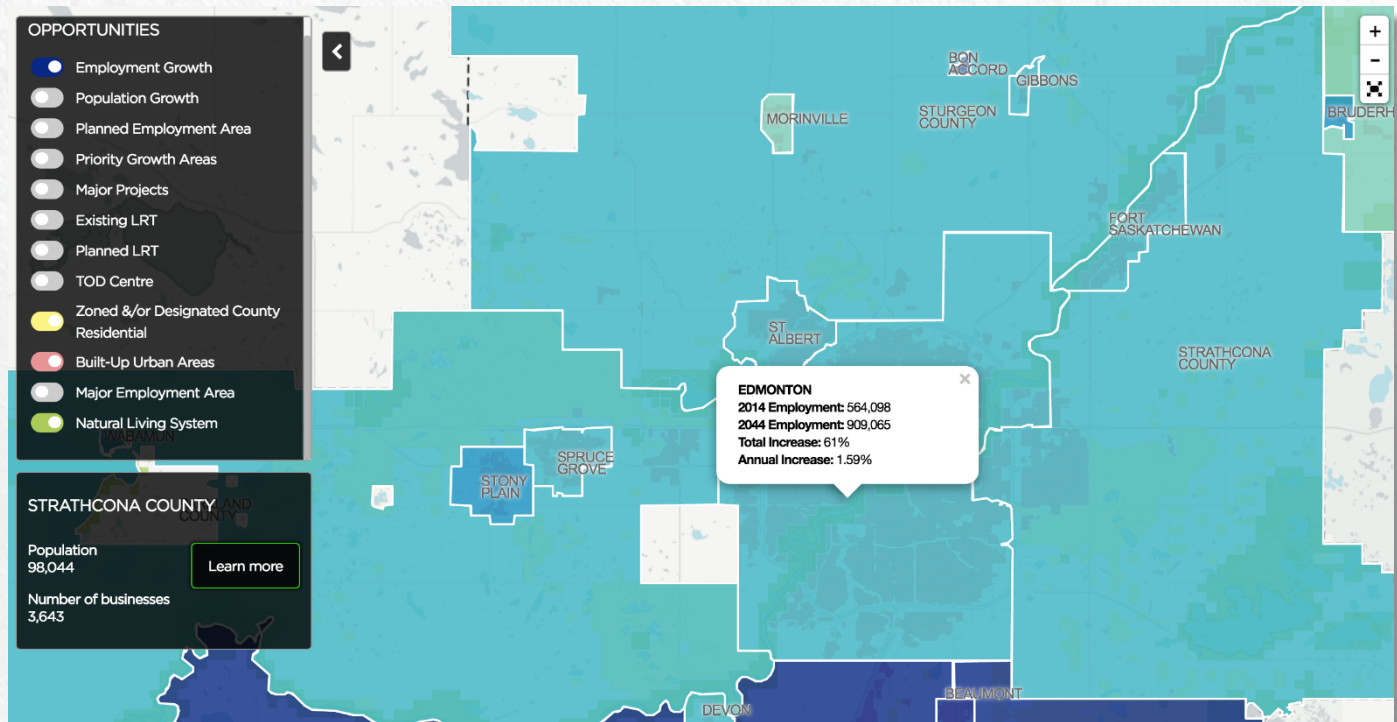 OPPORTUNITIES
Employment Growth
Population Growth
Planned Employment Area
Priority Growth Areas
Major Projects
Existing LRT
Planned LRT
TOD Centre
Zoned &/or Designated County
Residential
Built-Up Urban Areas
Major Employment Area
Natural Living System
WABAMUN
STRATHCONA COUNTY
Population
98,044
Learn more
Number of businesses
3,643
BON
ACCORD
GIBBONS
MORINVILLE
STURGEON
COUNTY
BRUDERH
FORT
SASKATCHEWAN
ST.
ALBERT
STRATHCONA
COUNTY
EDMONTON
2014 Employment: 564,098
2044 Employment: 909,065
Total Increase: 61%
Annual Increase: 1.59%
×
SPRUCE
GROVE
STONY
PLAIN
BEAUMONT
DEVON
+
-